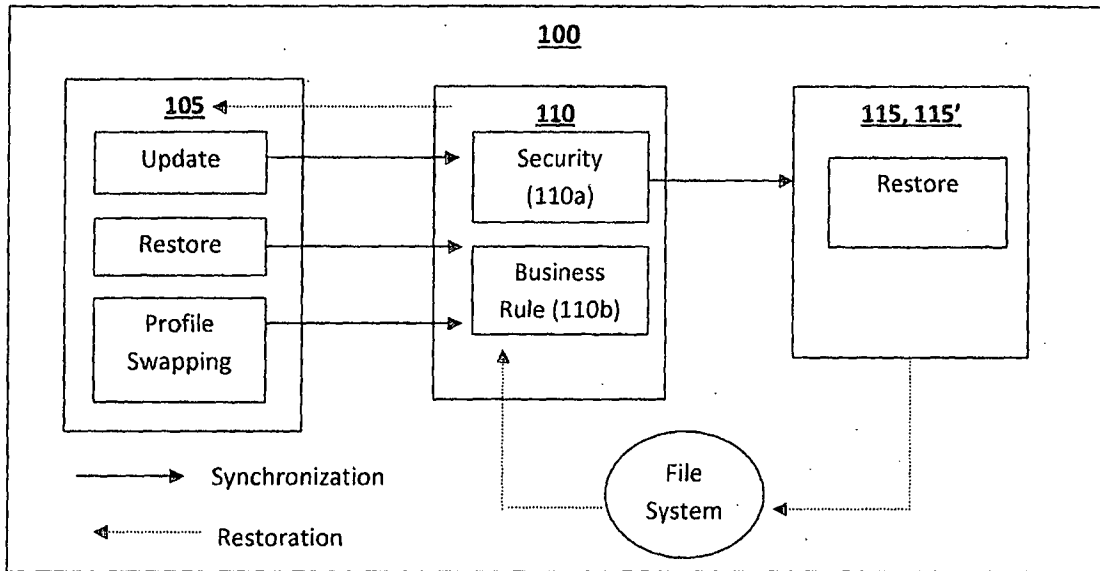 100
105
Update
Restore
Profile
Swapping
110
Security
(110a)
Business
Rule (110b)
115, 115'
Restore
File
System
Synchronization
Restoration